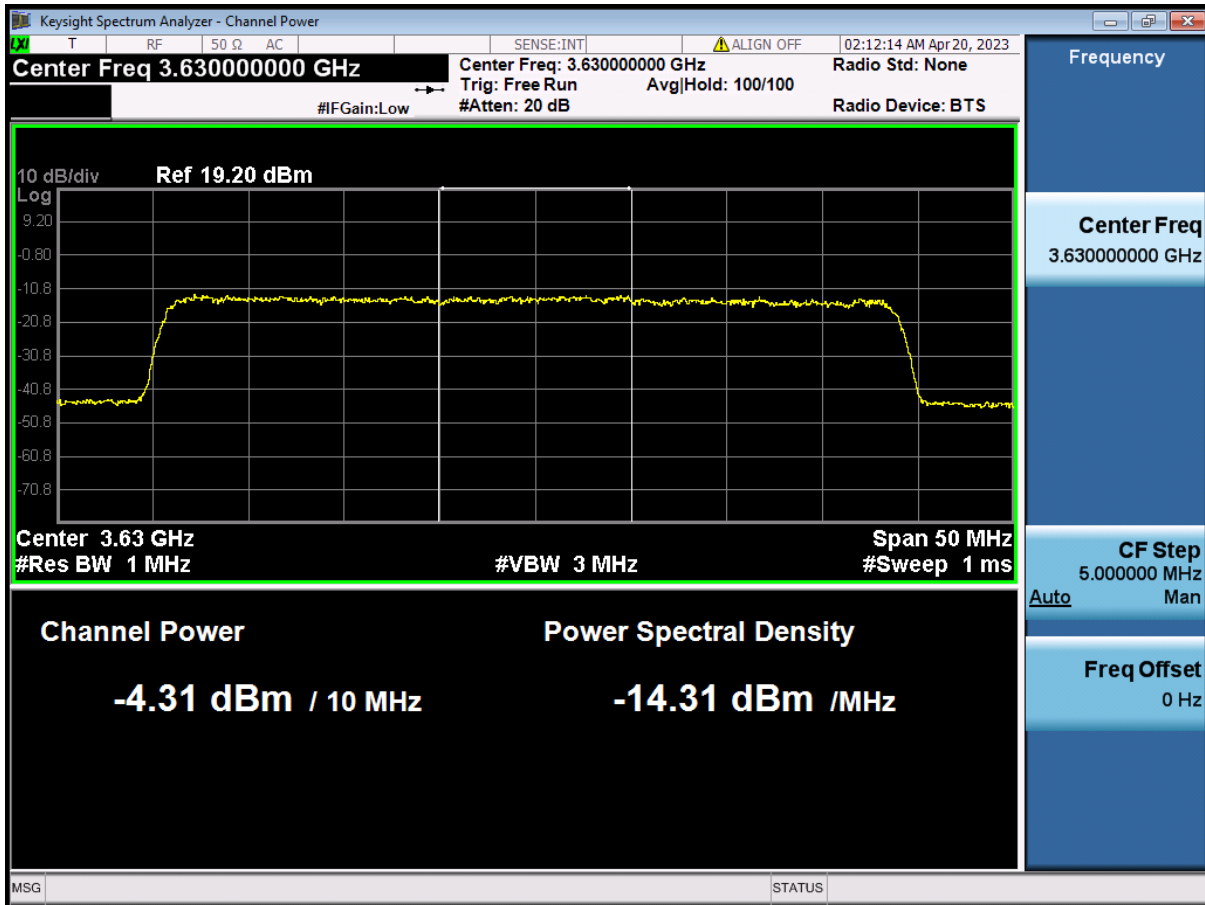 Keysight Spectrum Analyzer - Channel Power
LXI T RF 50 Ω AC SENSE:INT ALIGN OFF 02:12:14 AM Apr 20, 2023
Center Freq 3.630000000 GHz
#IFGain:Low
Center Freq: 3.630000000 GHz
Trig: Free Run Avg|Hold: 100/100
#Atten: 20 dB
Radio Std: None
Radio Device: BTS
10 dB/div Ref 19.20 dBm
Log
9.20
-0.80
-10.8
-20.8
-30.8
-40.8
-50.8
-60.8
-70.8
Center 3.63 GHz Span 50 MHz
#Res BW 1 MHz #VBW 3 MHz #Sweep 1 ms
Channel Power Power Spectral Density
-4.31 dBm / 10 MHz -14.31 dBm /MHz
Frequency
Center Freq
3.630000000 GHz
CF Step
5.000000 MHz
Auto Man
Freq Offset
0 Hz
MSG STATUS